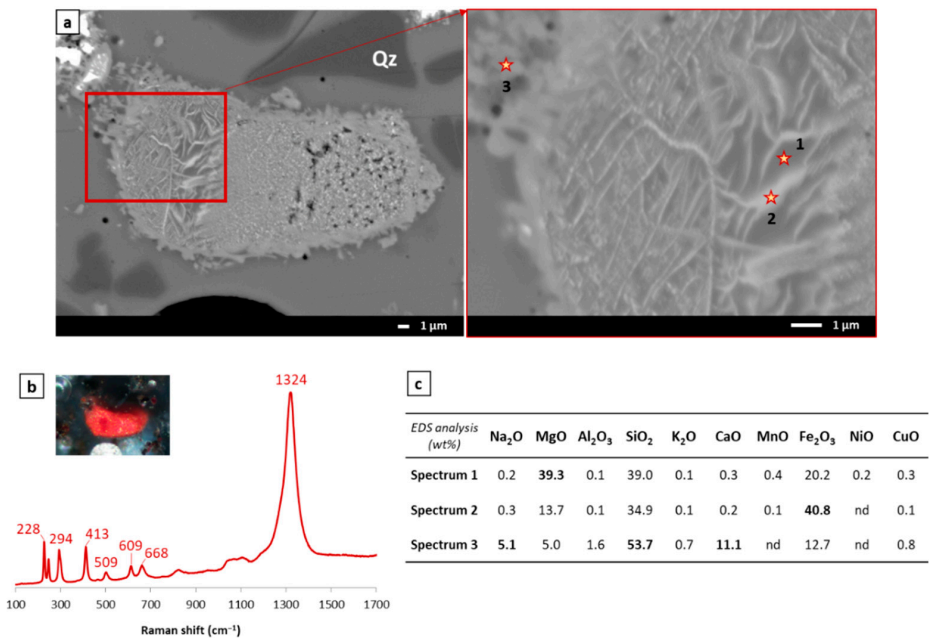 a
Qz
3
1
2
1 µm
1 µm
b
c
1324
228
294
413
509
609
668
100 300 500 700 900 1100 1300 1500 1700
Raman shift (cm⁻¹)
EDS analysis (wt%) Na₂O MgO Al₂O₃ SiO₂ K₂O CaO MnO Fe₂O₃ NiO CuO
Spectrum 1 0.2 39.3 0.1 39.0 0.1 0.3 0.4 20.2 0.2 0.3
Spectrum 2 0.3 13.7 0.1 34.9 0.1 0.2 0.1 40.8 nd 0.1
Spectrum 3 5.1 5.0 1.6 53.7 0.7 11.1 nd 12.7 nd 0.8